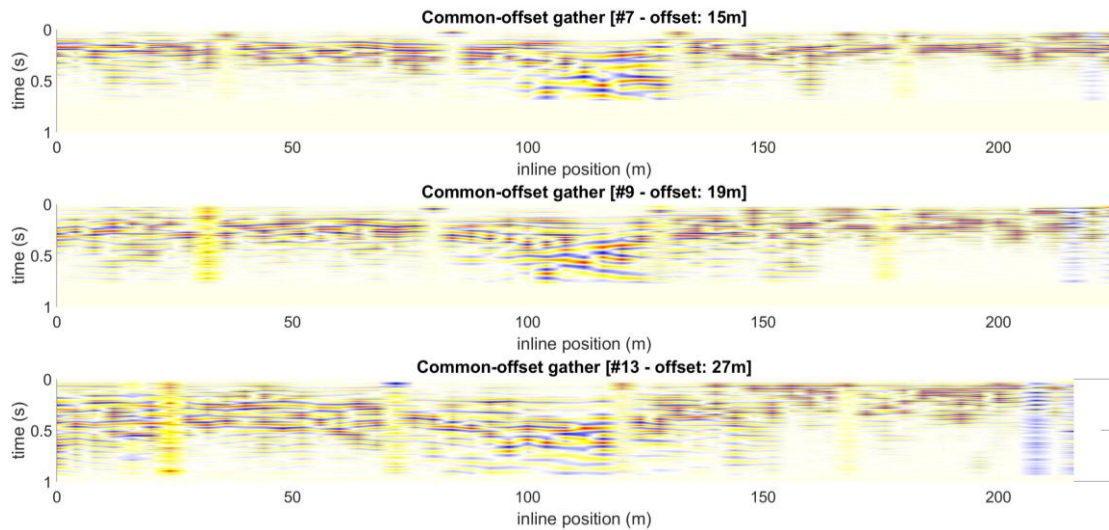 Common-offset gather [#7 - offset: 15m]
0
0.5
1
time (s)
0 50 100 150 200
inline position (m)
Common-offset gather [#9 - offset: 19m]
0
0.5
1
time (s)
0 50 100 150 200
inline position (m)
Common-offset gather [#13 - offset: 27m]
0
0.5
1
time (s)
0 50 100 150 200
inline position (m)